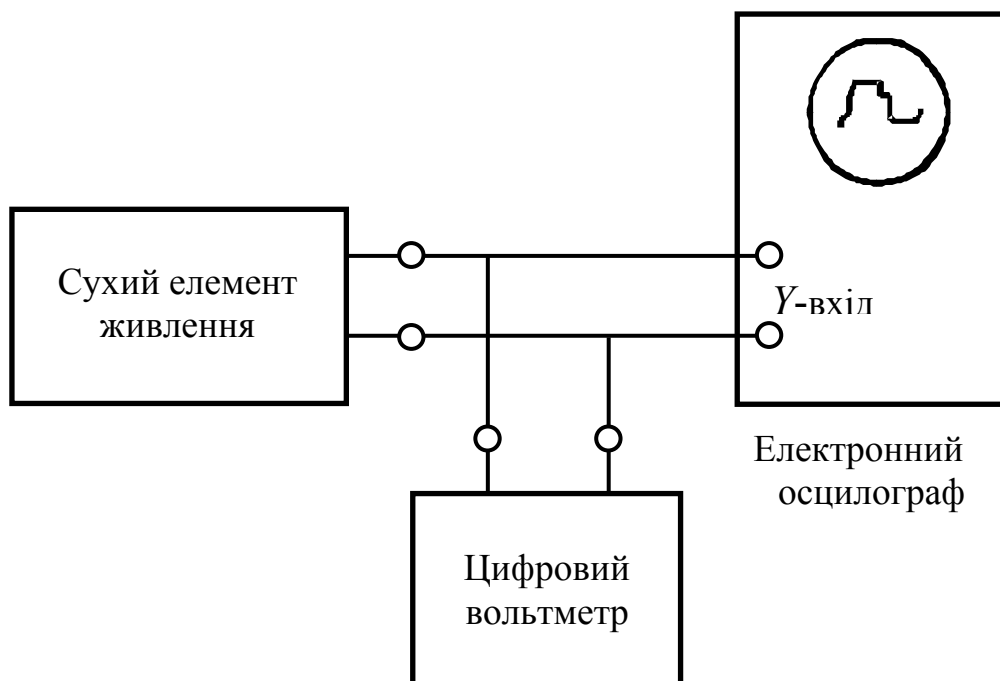 Сухий елемент
живлення
Y-вхід
Електронний
осцилограф
Цифровий
вольтметр